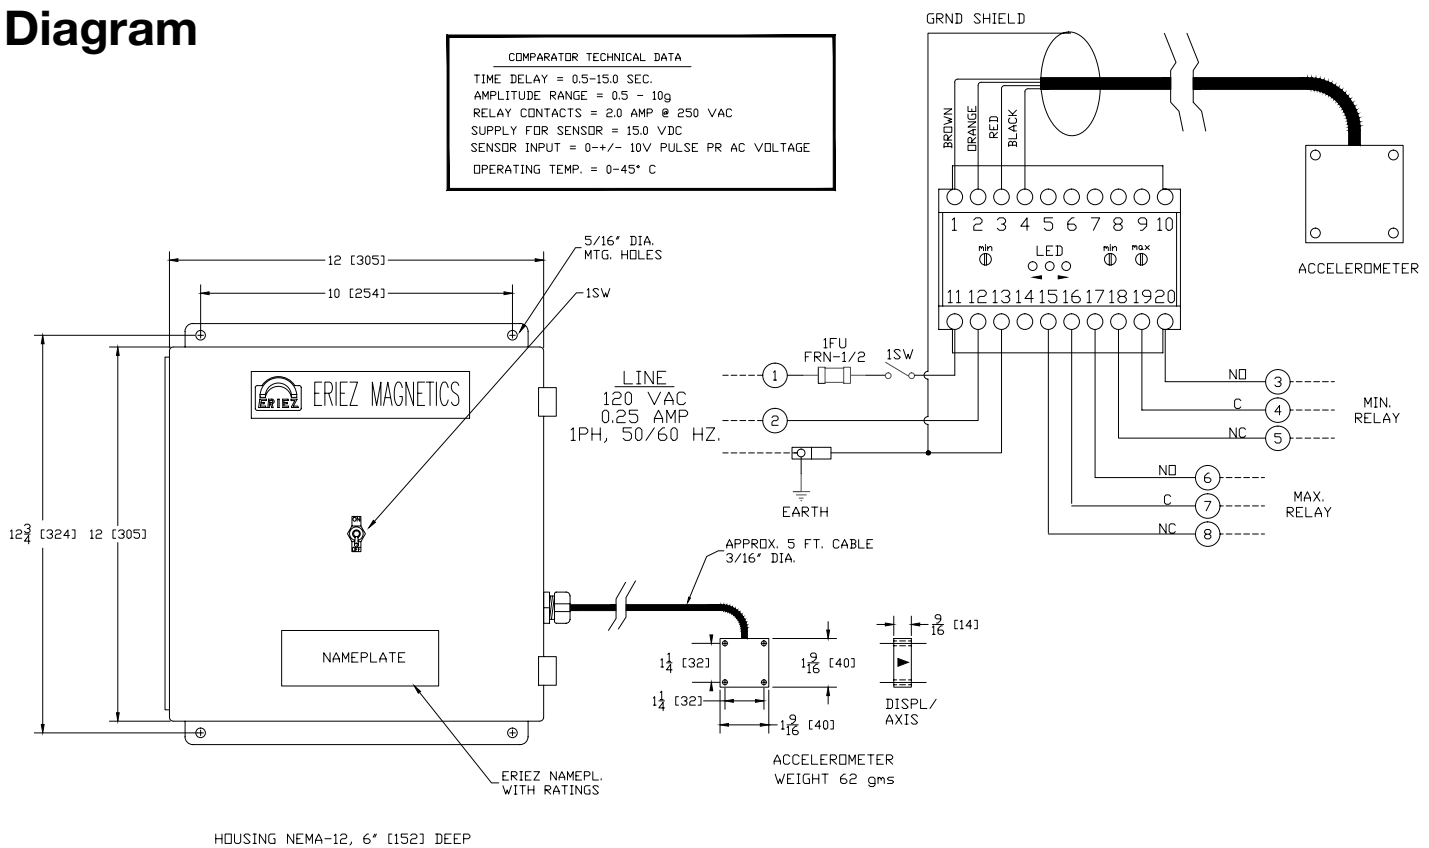 Diagram
COMPARATOR TECHNICAL DATA
TIME DELAY = 0.5-15.0 SEC.
AMPLITUDE RANGE = 0.5 - 10g
RELAY CONTACTS = 2.0 AMP @ 250 VAC
SUPPLY FOR SENSOR = 15.0 VDC
SENSOR INPUT = 0-+/- 10V PULSE PR AC VOLTAGE
OPERATING TEMP. = 0-45° C
GRND SHIELD
BROWN
ORANGE
RED
BLACK
1 2 3 4 5 6 7 8 9 10
min
LED
min
max
11 12 13 14 15 16 17 18 19 20
ACCELEROMETER
5/16" DIA.
MTG. HOLES
12 [305]
10 [254]
1SW
ERIEZ
ERIEZ MAGNETICS
12 3/4 [324]
12 [305]
ON
NAMEPLATE
ERIEZ NAMEPL.
WITH RATINGS
HOUSING NEMA-12, 6" [152] DEEP
LINE
120 VAC
0.25 AMP
1PH, 50/60 HZ.
1
1FU
FRN-1/2
1SW
2
EARTH
NO
3
C
4
NC
5
MIN.
RELAY
NO
6
C
7
NC
8
MAX.
RELAY
APPROX. 5 FT. CABLE
3/16" DIA.
1 1/4 [32]
1 9/16 [40]
1 1/4 [32]
1 9/16 [40]
9/16 [14]
DISPL/
AXIS
ACCELEROMETER
WEIGHT 62 gms